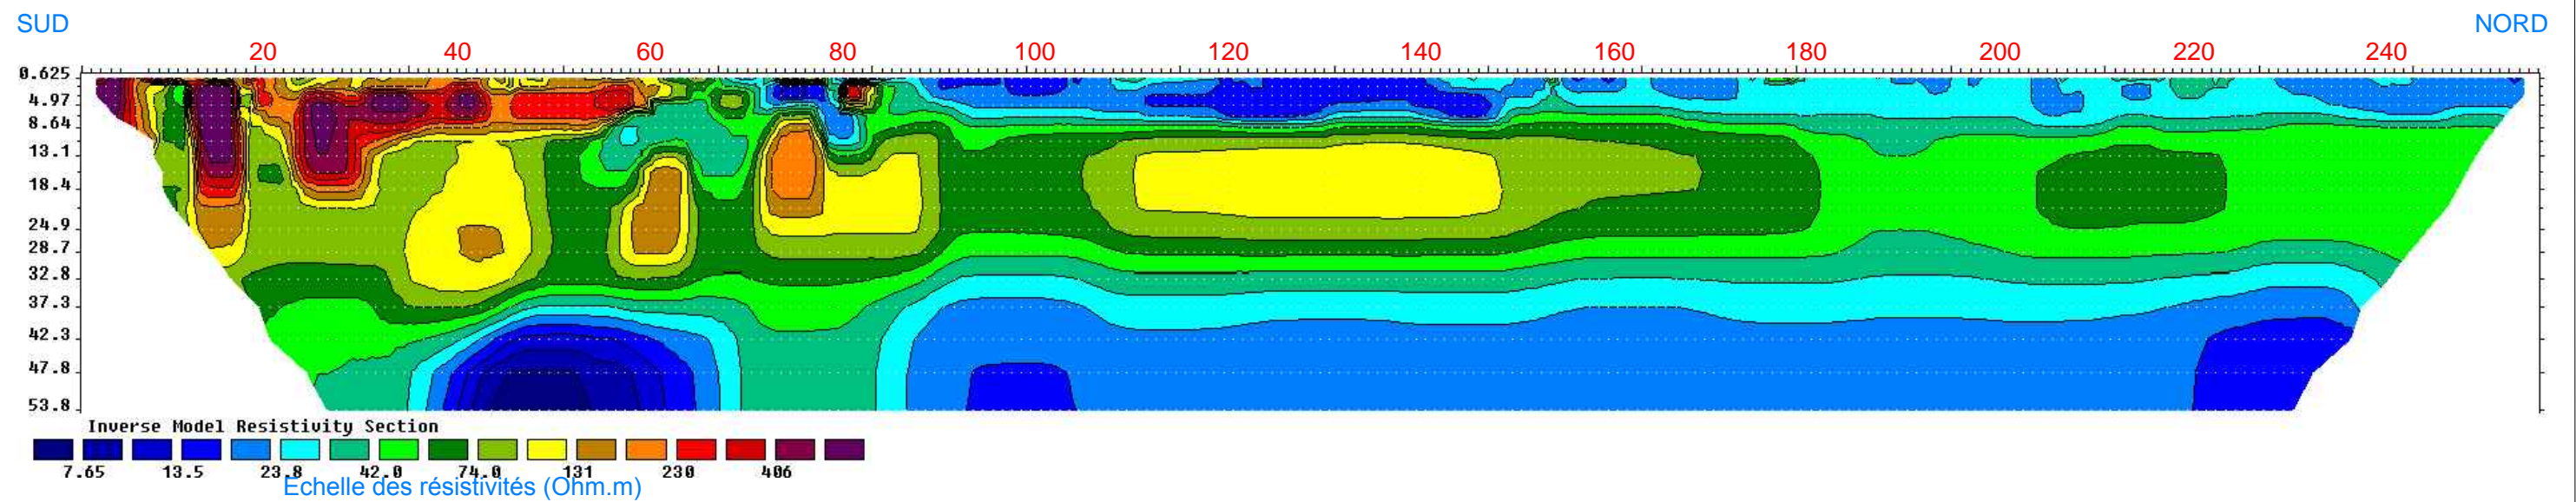 SUD
NORD
20 40 60 80 100 120 140 160 180 200 220 240
0.625
4.97
8.64
13.1
18.4
24.9
28.7
32.8
37.3
42.3
47.8
53.8
Inverse Model Resistivity Section
7.65 13.5 23.8 42.0 74.0 131 230 406
Echelle des résistivités (Ohm.m)